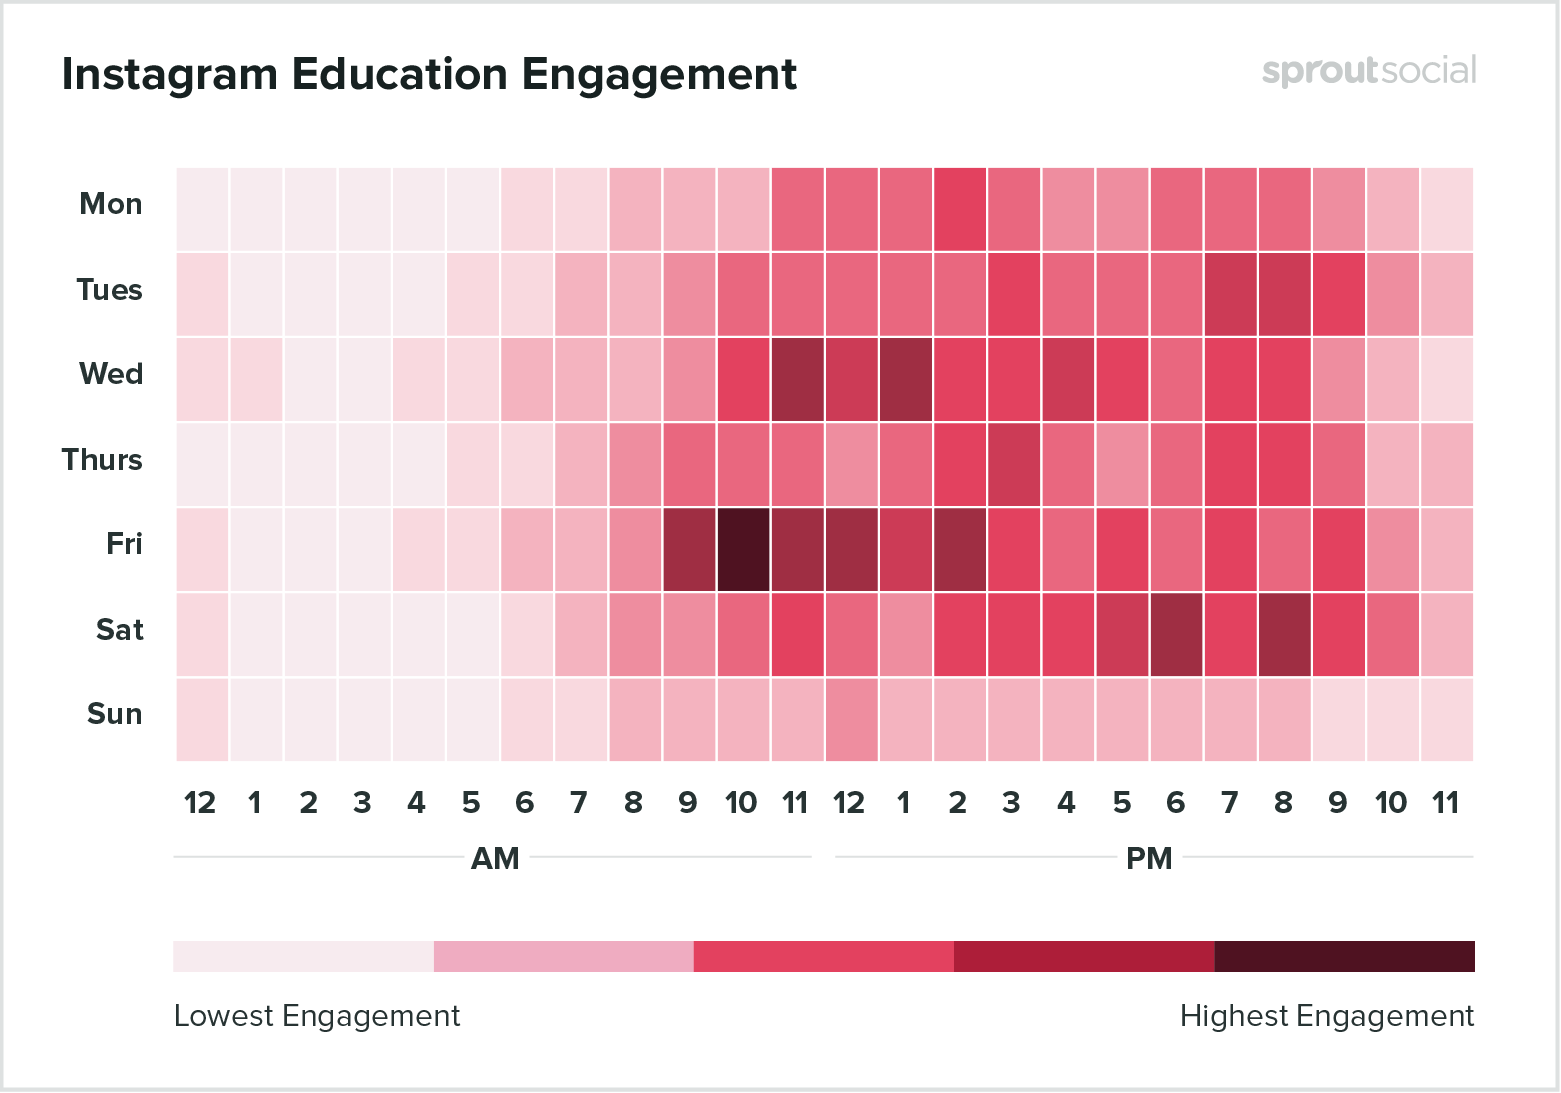 Instagram Education Engagement
sproutsocial
Mon
Tues
Wed
Thurs
Fri
Sat
Sun
12 1 2 3 4 5 6 7 8 9 10 11 12 1 2 3 4 5 6 7 8 9 10 11
AM PM
Lowest Engagement Highest Engagement